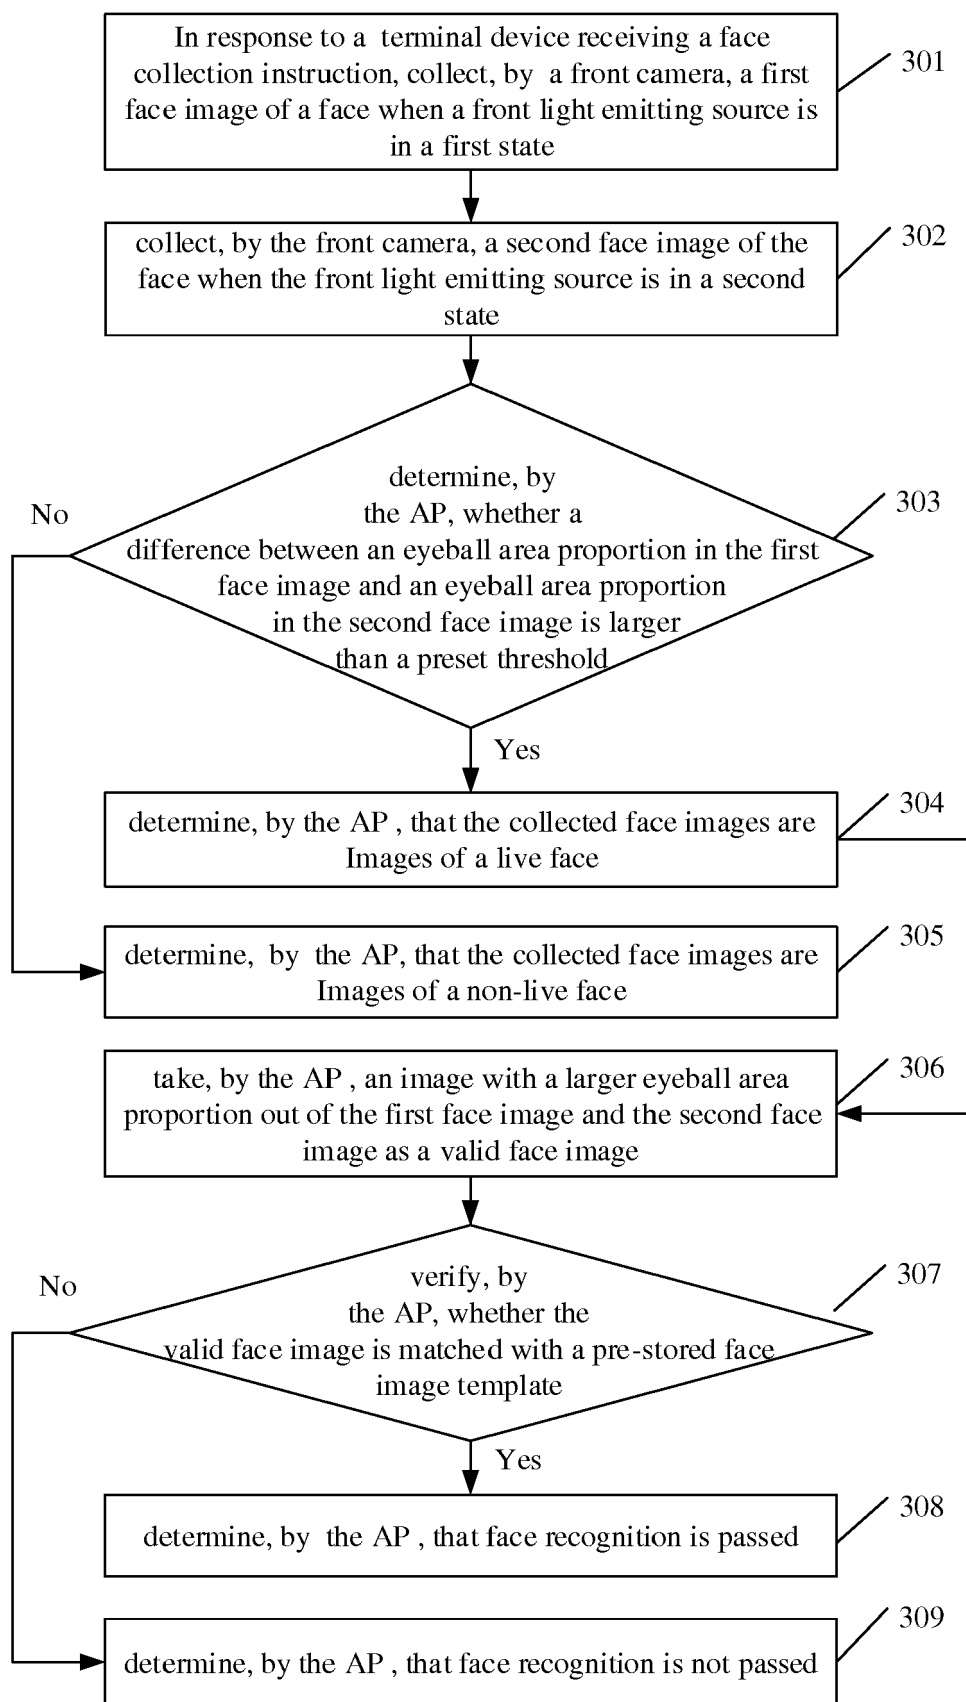 In response to a terminal device receiving a face
collection instruction, collect, by a front camera, a first
face image of a face when a front light emitting source is
in a first state
301
collect, by the front camera, a second face image of the
face when the front light emitting source is in a second
state
302
determine, by
the AP, whether a
difference between an eyeball area proportion in the first
face image and an eyeball area proportion
in the second face image is larger
than a preset threshold
303
No
Yes
determine, by the AP , that the collected face images are
Images of a live face
304
determine, by the AP, that the collected face images are
Images of a non-live face
305
take, by the AP , an image with a larger eyeball area
proportion out of the first face image and the second face
image as a valid face image
306
verify, by
the AP, whether the
valid face image is matched with a pre-stored face
image template
307
No
Yes
determine, by the AP , that face recognition is passed
308
determine, by the AP , that face recognition is not passed
309